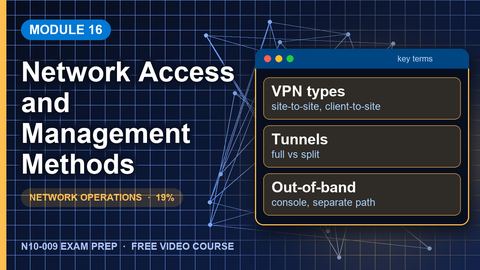 MODULE 16
Network Access
and
Management
Methods
NETWORK OPERATIONS · 19%
N10-009 EXAM PREP · FREE VIDEO COURSE
key terms
VPN types
site-to-site, client-to-site
Tunnels
full vs split
Out-of-band
console, separate path